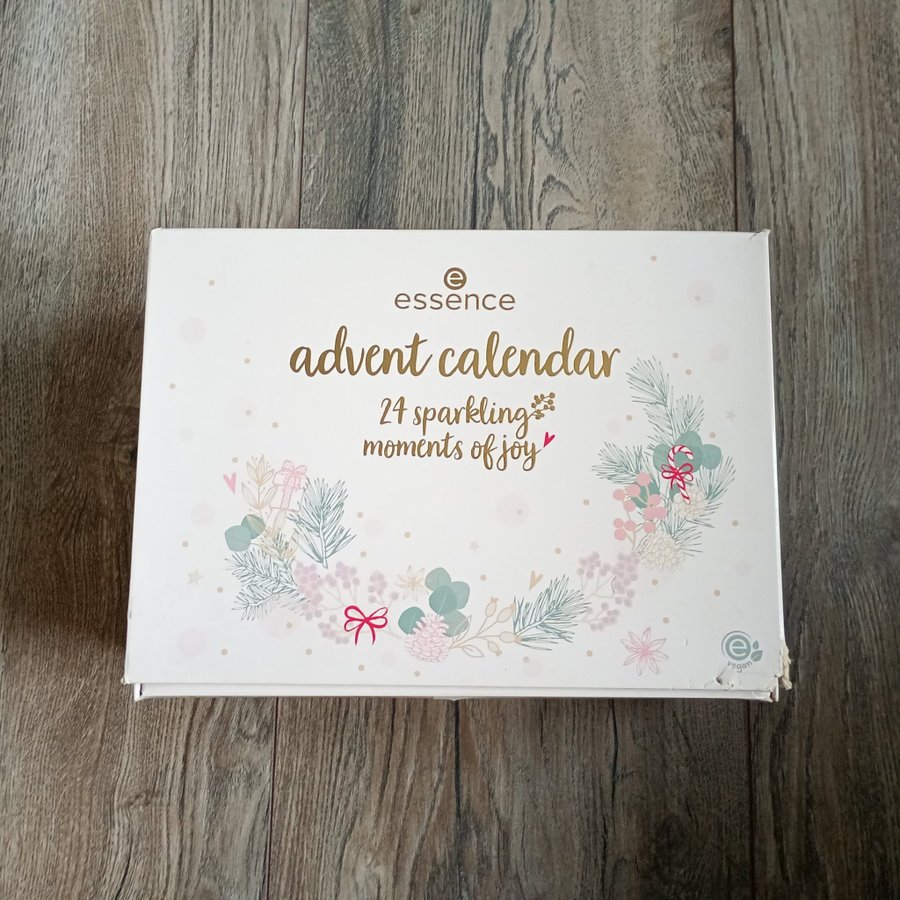 e
essence
advent calendar
24 sparkling
moments of joy
e
vegan